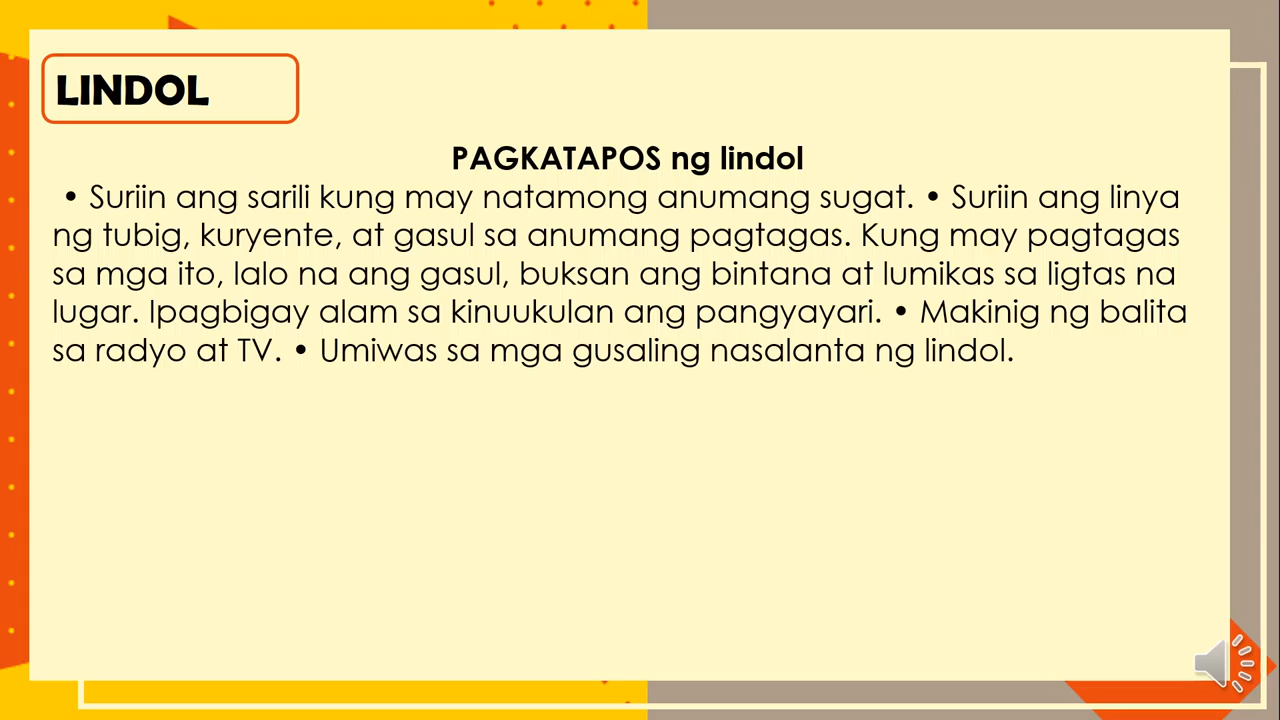 LINDOL
PAGKATAPOS ng lindol
• Suriin ang sarili kung may natamong anumang sugat. • Suriin ang linya
ng tubig, kuryente, at gasul sa anumang pagtagas. Kung may pagtagas
sa mga ito, lalo na ang gasul, buksan ang bintana at lumikas sa ligtas na
lugar. Ipagbigay alam sa kinuukulan ang pangyayari. • Makinig ng balita
sa radyo at TV. • Umiwas sa mga gusaling nasalanta ng lindol.